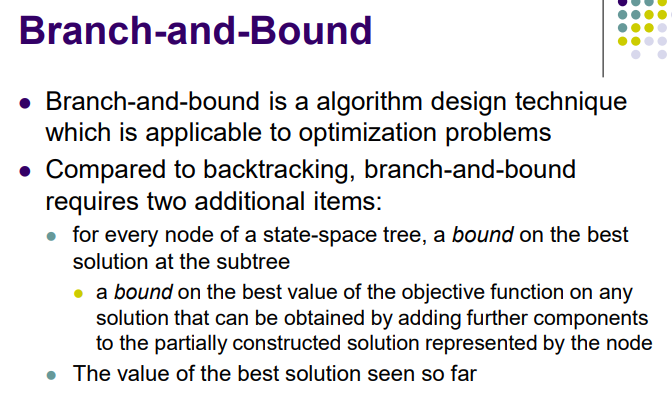 Branch-and-Bound
Branch-and-bound is a algorithm design technique
which is applicable to optimization problems
Compared to backtracking, branch-and-bound
requires two additional items:
for every node of a state-space tree, a bound on the best
solution at the subtree
a bound on the best value of the objective function on any
solution that can be obtained by adding further components
to the partially constructed solution represented by the node
The value of the best solution seen so far